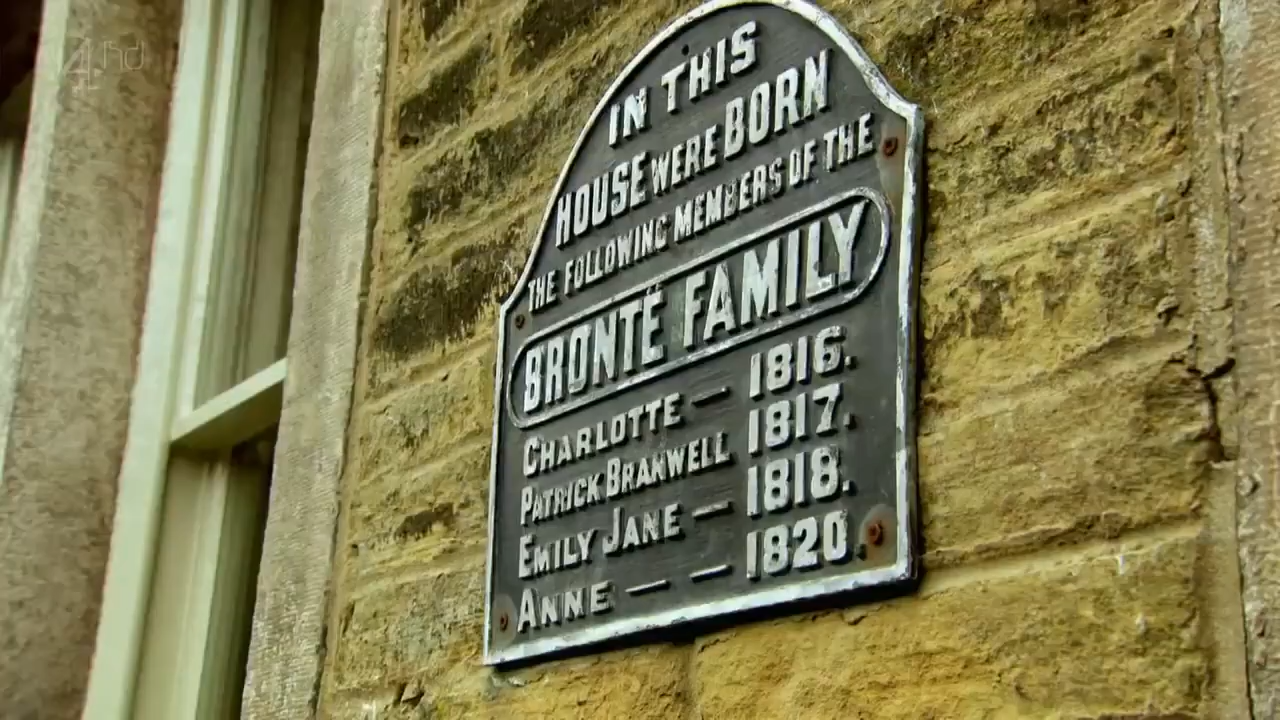 4hd
IN THIS
HOUSE WERE BORN
THE FOLLOWING MEMBERS OF THE
BRONTË FAMILY
CHARLOTTE — 1816.
PATRICK BRANWELL 1817.
EMILY JANE — 1818.
ANNE — — 1820.